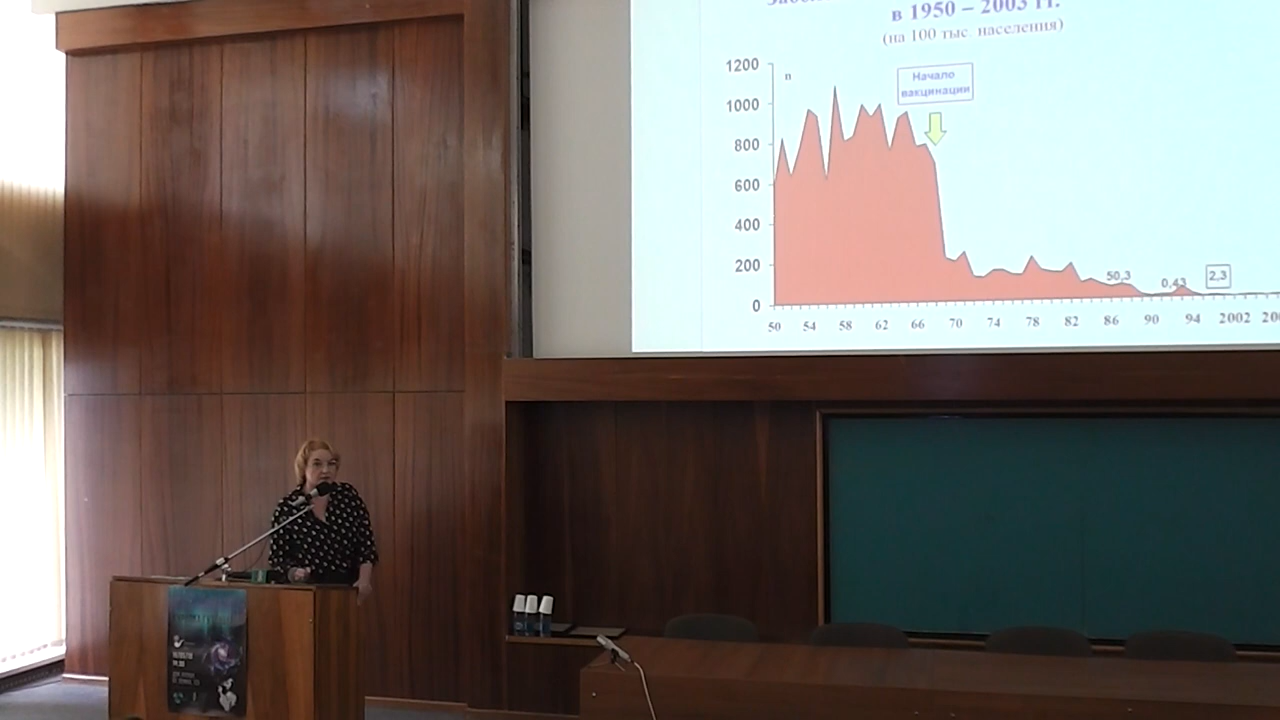 в 1950 – 2003 гг.
(на 100 тыс. населения)
1200
n
Начало
вакцинации
1000
800
600
400
200
50,3
0,43
2,3
0
50 54 58 62 66 70 74 78 82 86 90 94 2002